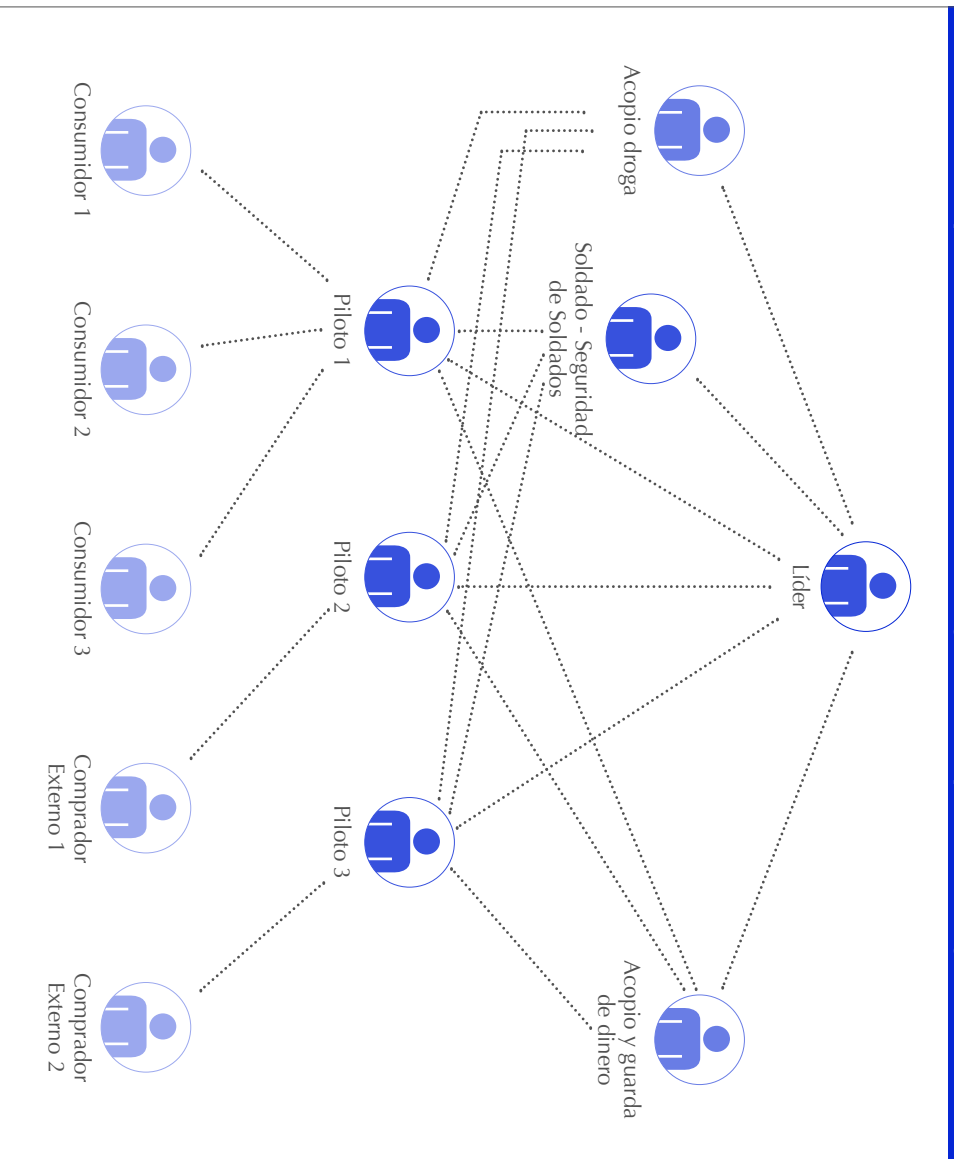 Líder
Acopio droga
Soldado - Seguridad
de Soldados
Acopio y guarda
de dinero
Piloto 1
Piloto 2
Piloto 3
Consumidor 1
Consumidor 2
Consumidor 3
Comprador
Externo 1
Comprador
Externo 2